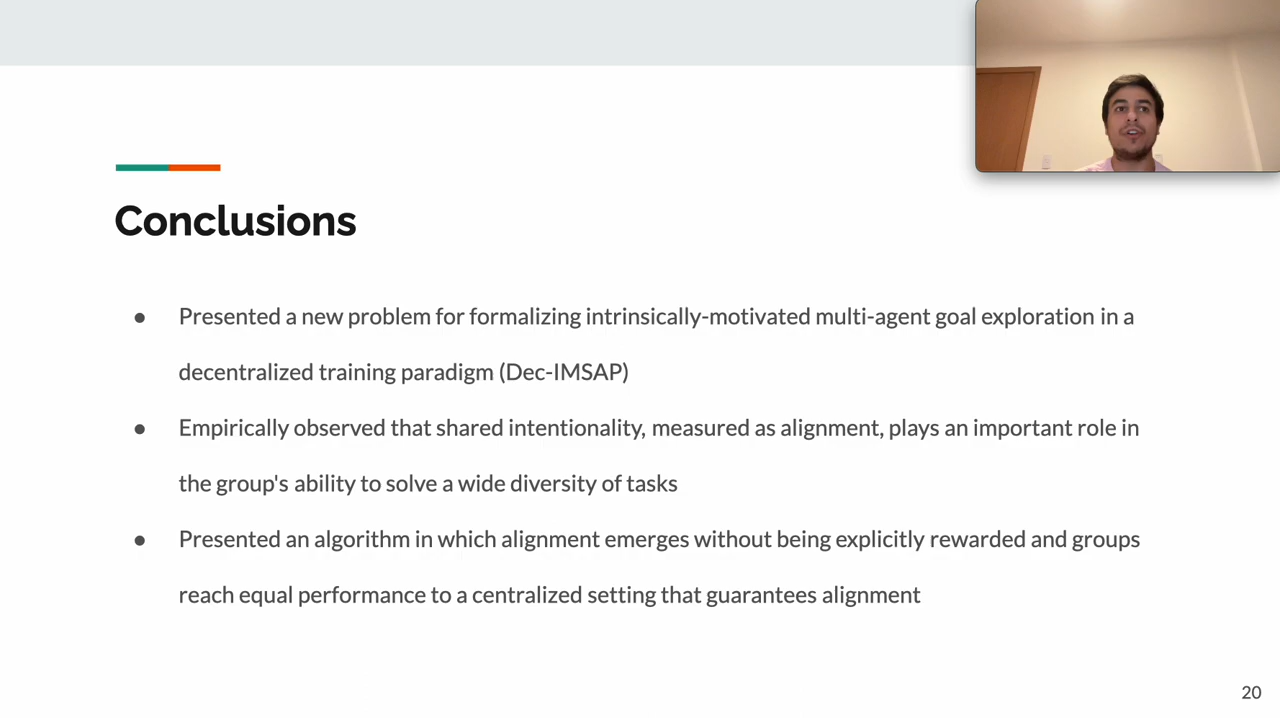 Conclusions
● Presented a new problem for formalizing intrinsically-motivated multi-agent goal exploration in a
decentralized training paradigm (Dec-IMSAP)
● Empirically observed that shared intentionality, measured as alignment, plays an important role in
the group's ability to solve a wide diversity of tasks
● Presented an algorithm in which alignment emerges without being explicitly rewarded and groups
reach equal performance to a centralized setting that guarantees alignment
20